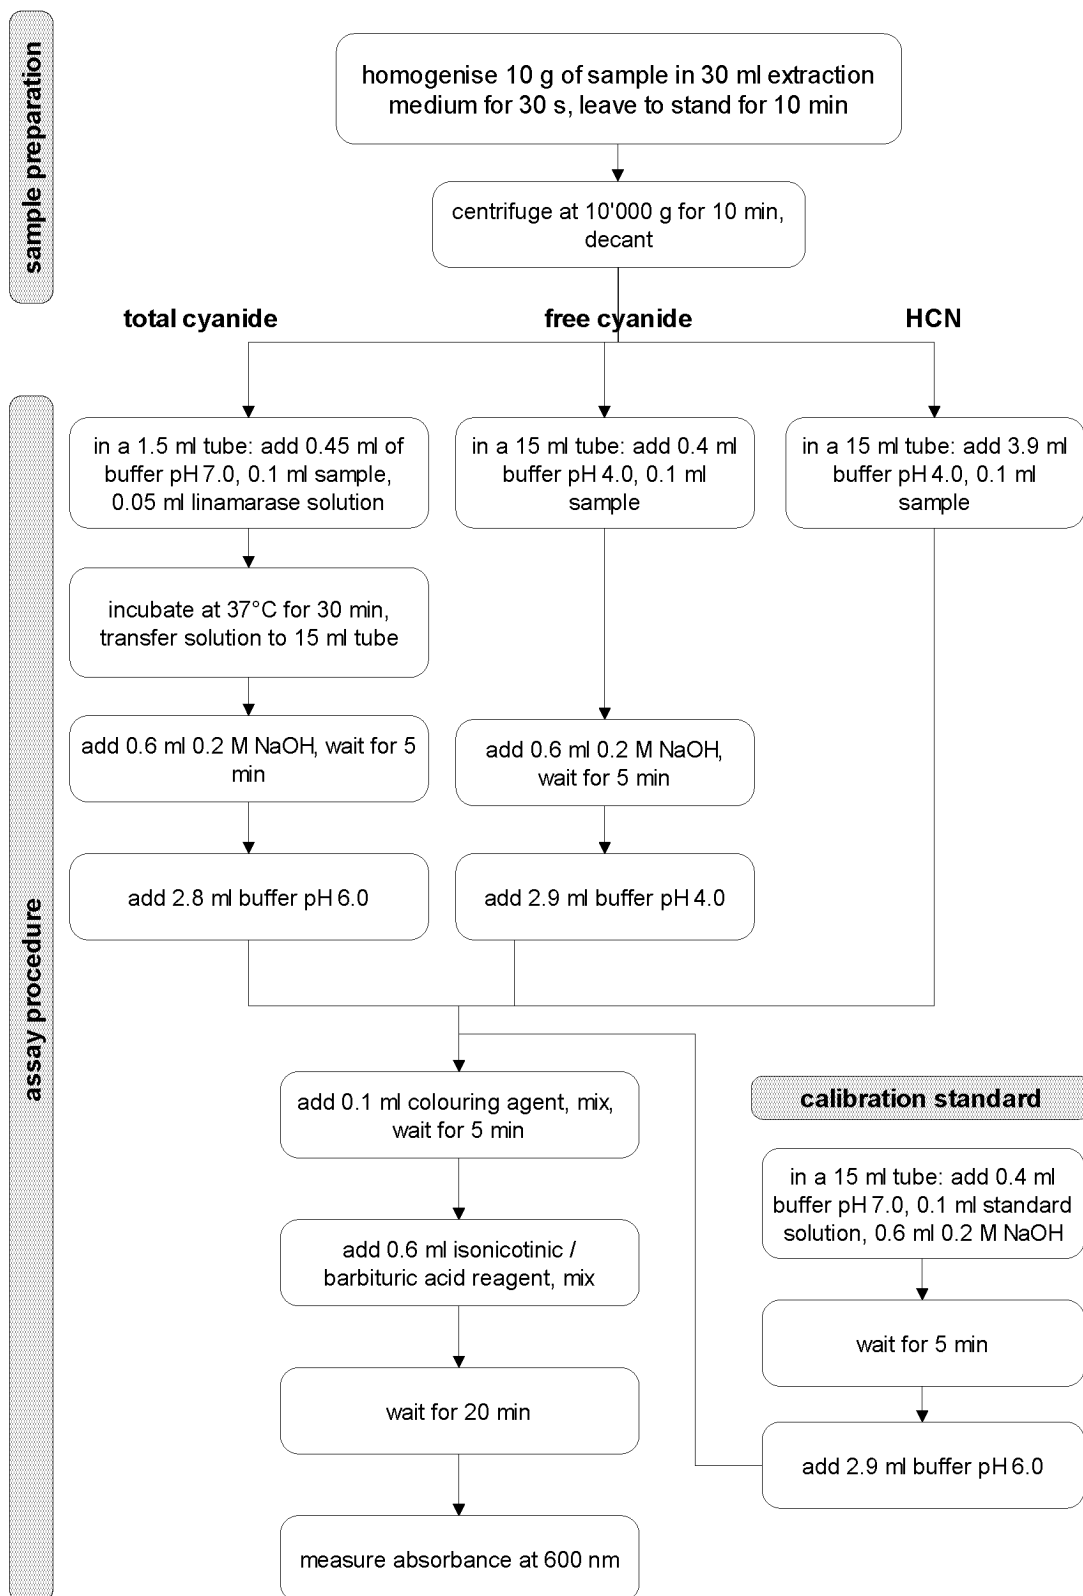 sample preparation
homogenise 10 g of sample in 30 ml extraction
medium for 30 s, leave to stand for 10 min
centrifuge at 10'000 g for 10 min,
decant
total cyanide
free cyanide
HCN
assay procedure
in a 1.5 ml tube: add 0.45 ml of
buffer pH 7.0, 0.1 ml sample,
0.05 ml linamarase solution
in a 15 ml tube: add 0.4 ml
buffer pH 4.0, 0.1 ml
sample
in a 15 ml tube: add 3.9 ml
buffer pH 4.0, 0.1 ml
sample
incubate at 37°C for 30 min,
transfer solution to 15 ml tube
add 0.6 ml 0.2 M NaOH, wait for 5
min
add 0.6 ml 0.2 M NaOH,
wait for 5 min
add 2.8 ml buffer pH 6.0
add 2.9 ml buffer pH 4.0
add 0.1 ml colouring agent, mix,
wait for 5 min
add 0.6 ml isonicotinic /
barbituric acid reagent, mix
wait for 20 min
measure absorbance at 600 nm
calibration standard
in a 15 ml tube: add 0.4 ml
buffer pH 7.0, 0.1 ml standard
solution, 0.6 ml 0.2 M NaOH
wait for 5 min
add 2.9 ml buffer pH 6.0